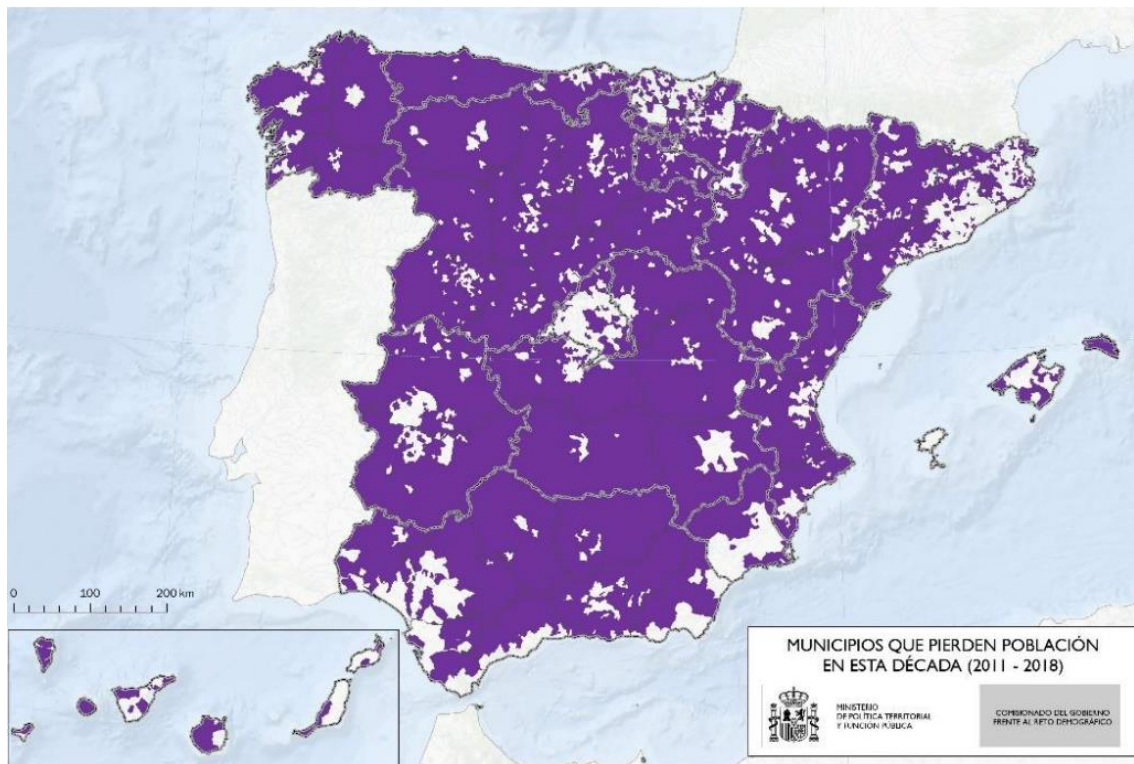 0 100 200 km
MUNICIPIOS QUE PIERDEN POBLACIÓN
EN ESTA DÉCADA (2011 - 2018)
MINISTERIO
DE POLÍTICA TERRITORIAL
Y FUNCIÓN PÚBLICA
COMISIONADO DEL GOBIERNO
FRENTE AL RETO DEMOGRÁFICO